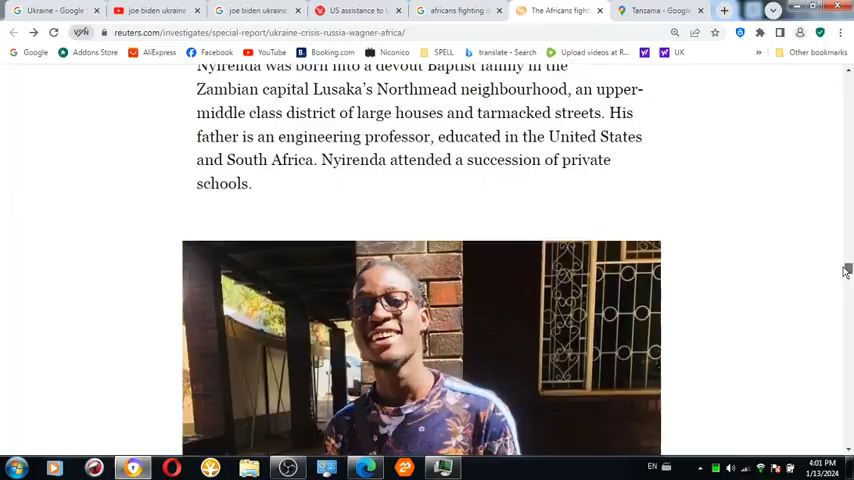 Ukraine - Google
joe biden ukraine
joe biden ukraine
US assistance to U
africans fighting
The Africans fight
Tanzania - Google
VPN
reuters.com/investigates/special-report/ukraine-crisis-russia-wagner-africa/
Google
Addons Store
AliExpress
Facebook
YouTube
Booking.com
Niconico
SPELL
translate - Search
Upload videos at R...
UK
Other bookmarks
Nyirenda was born into a devout Baptist family in the
Zambian capital Lusaka's Northmead neighbourhood, an upper-
middle class district of large houses and tarmacked streets. His
father is an engineering professor, educated in the United States
and South Africa. Nyirenda attended a succession of private
schools.
EN
4:01 PM
1/13/2024